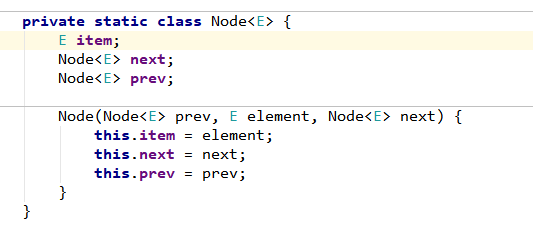 private static class Node<E> {
    E item;
    Node<E> next;
    Node<E> prev;
    Node(Node<E> prev, E element, Node<E> next) {
        this.item = element;
        this.next = next;
        this.prev = prev;
    }
}